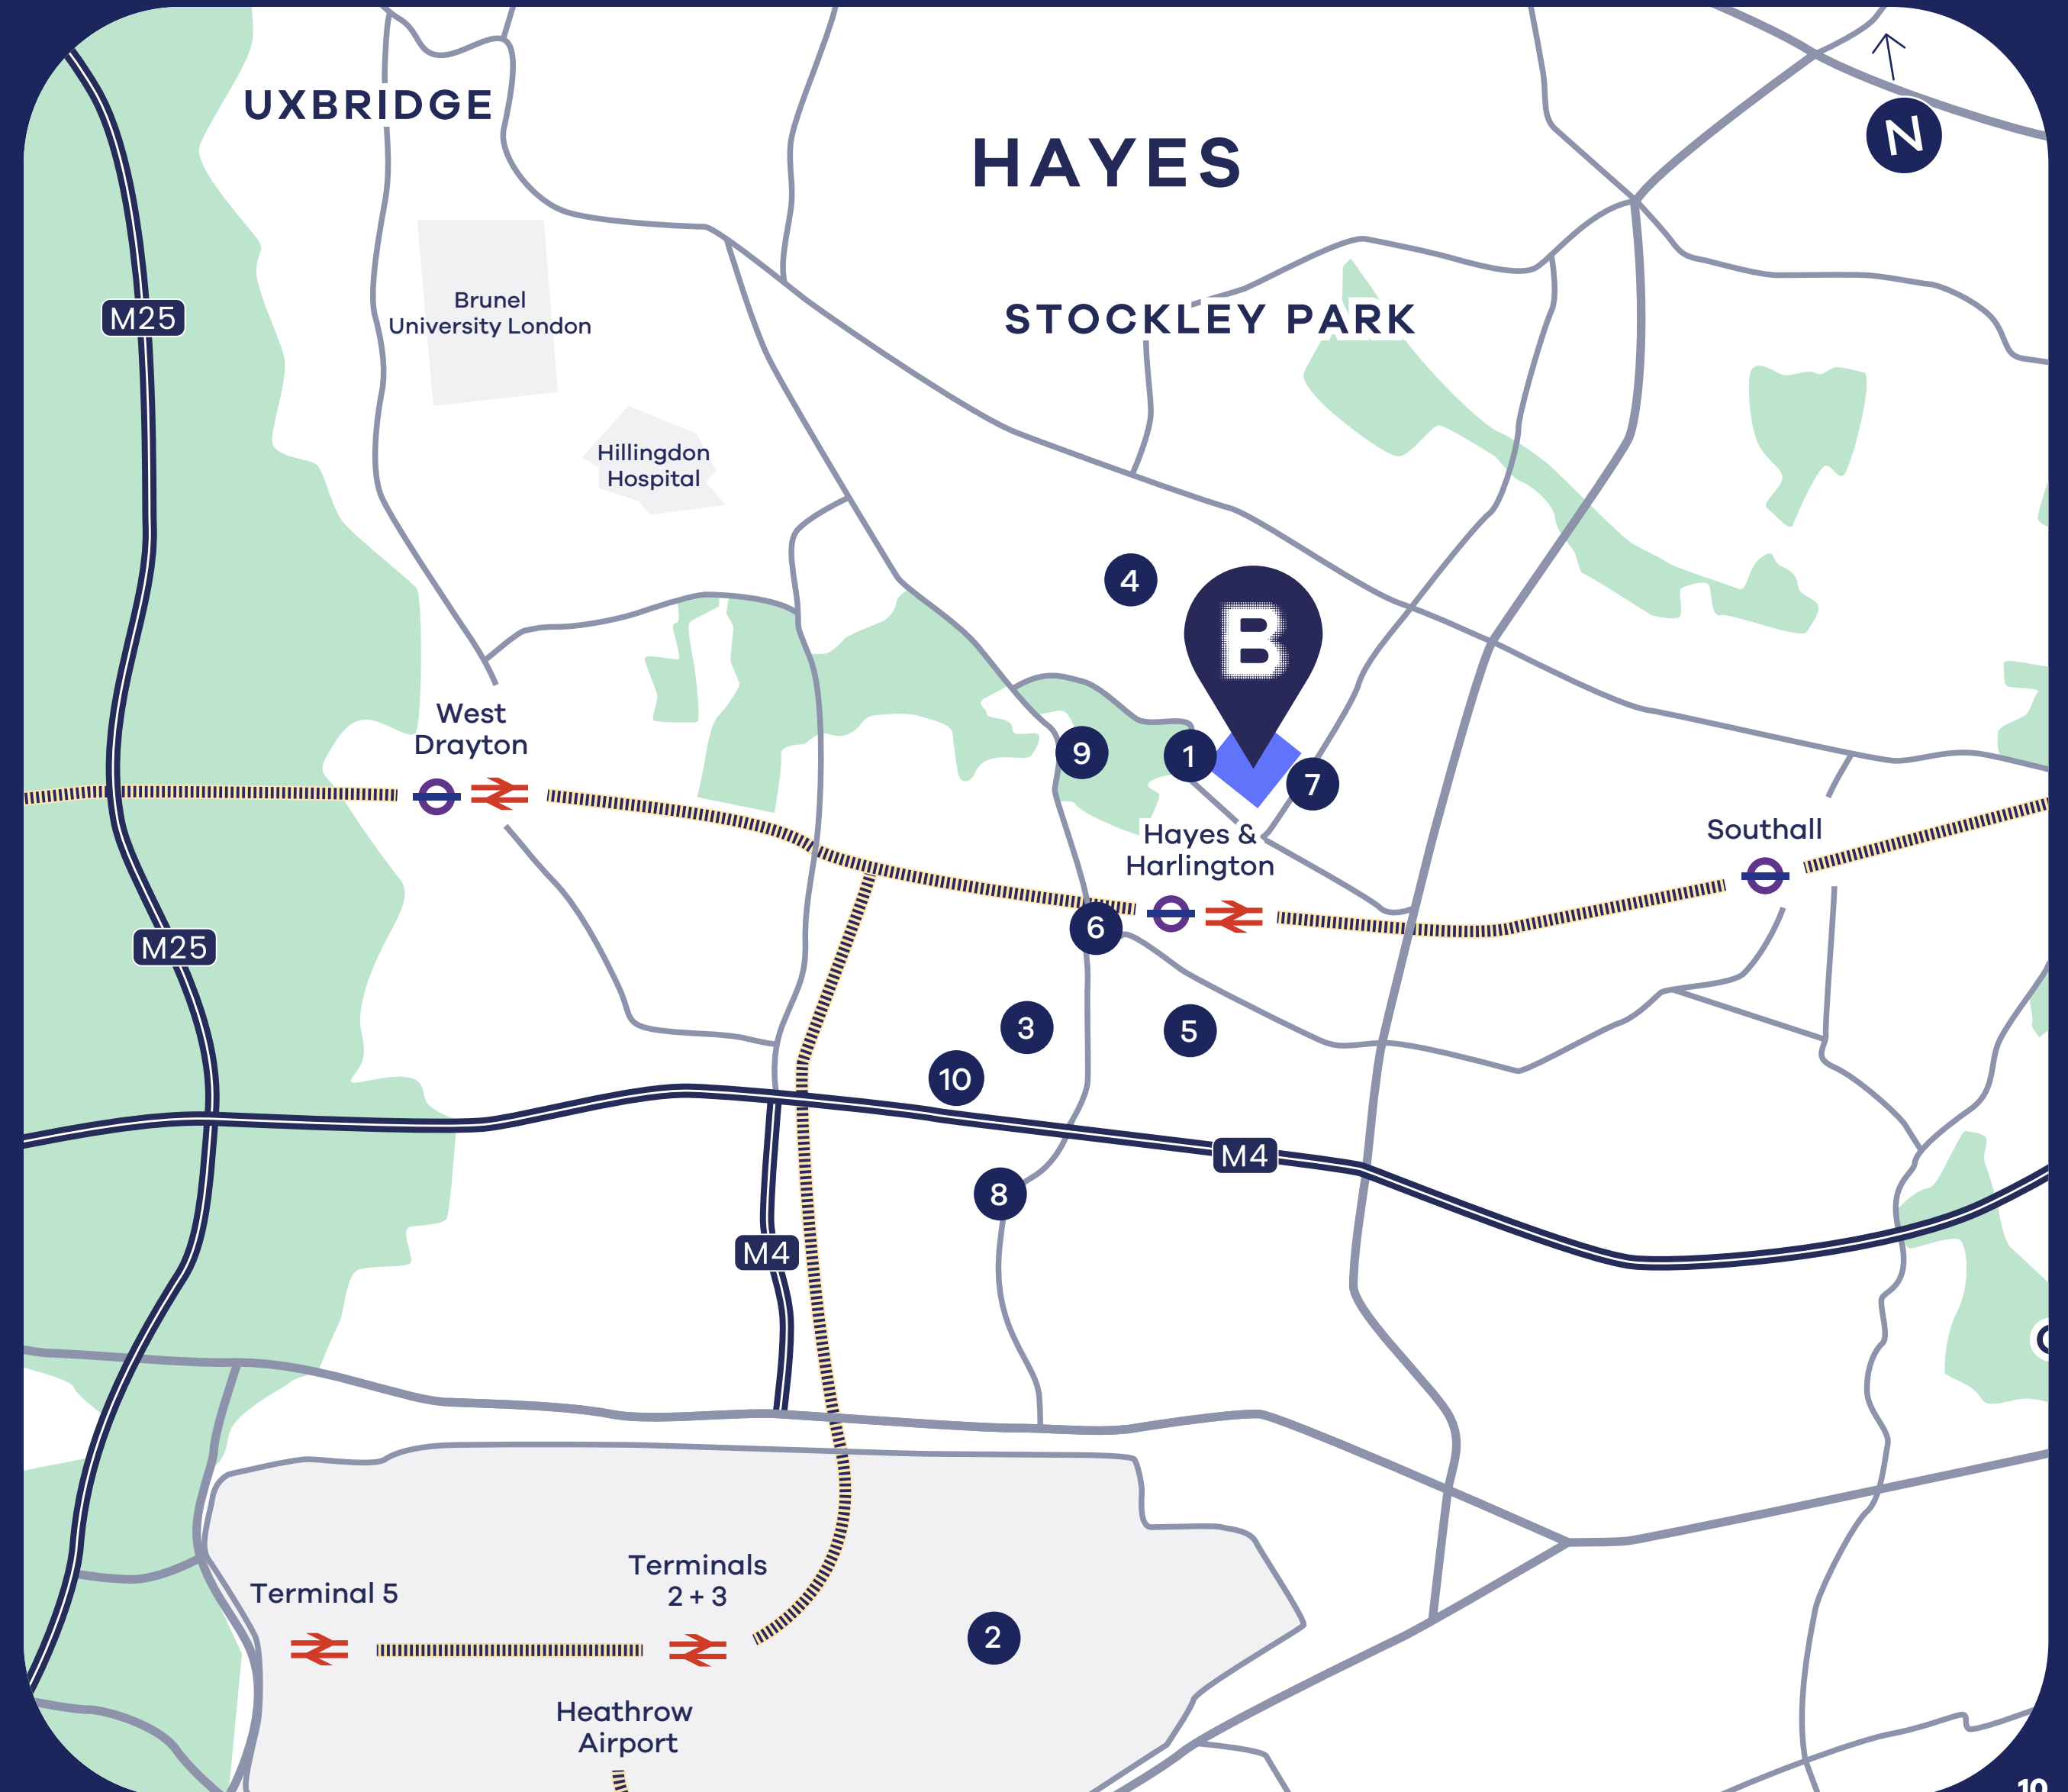 UXBRIDGE
N
HAYES
M25
Brunel
University London
STOCKLEY PARK
Hillingdon
Hospital
4
B
West
Drayton
9
1
7
Hayes &
Harlington
Southall
6
M25
3
5
10
M4
8
M4
Terminal 5
Terminals
2 + 3
2
Heathrow
Airport